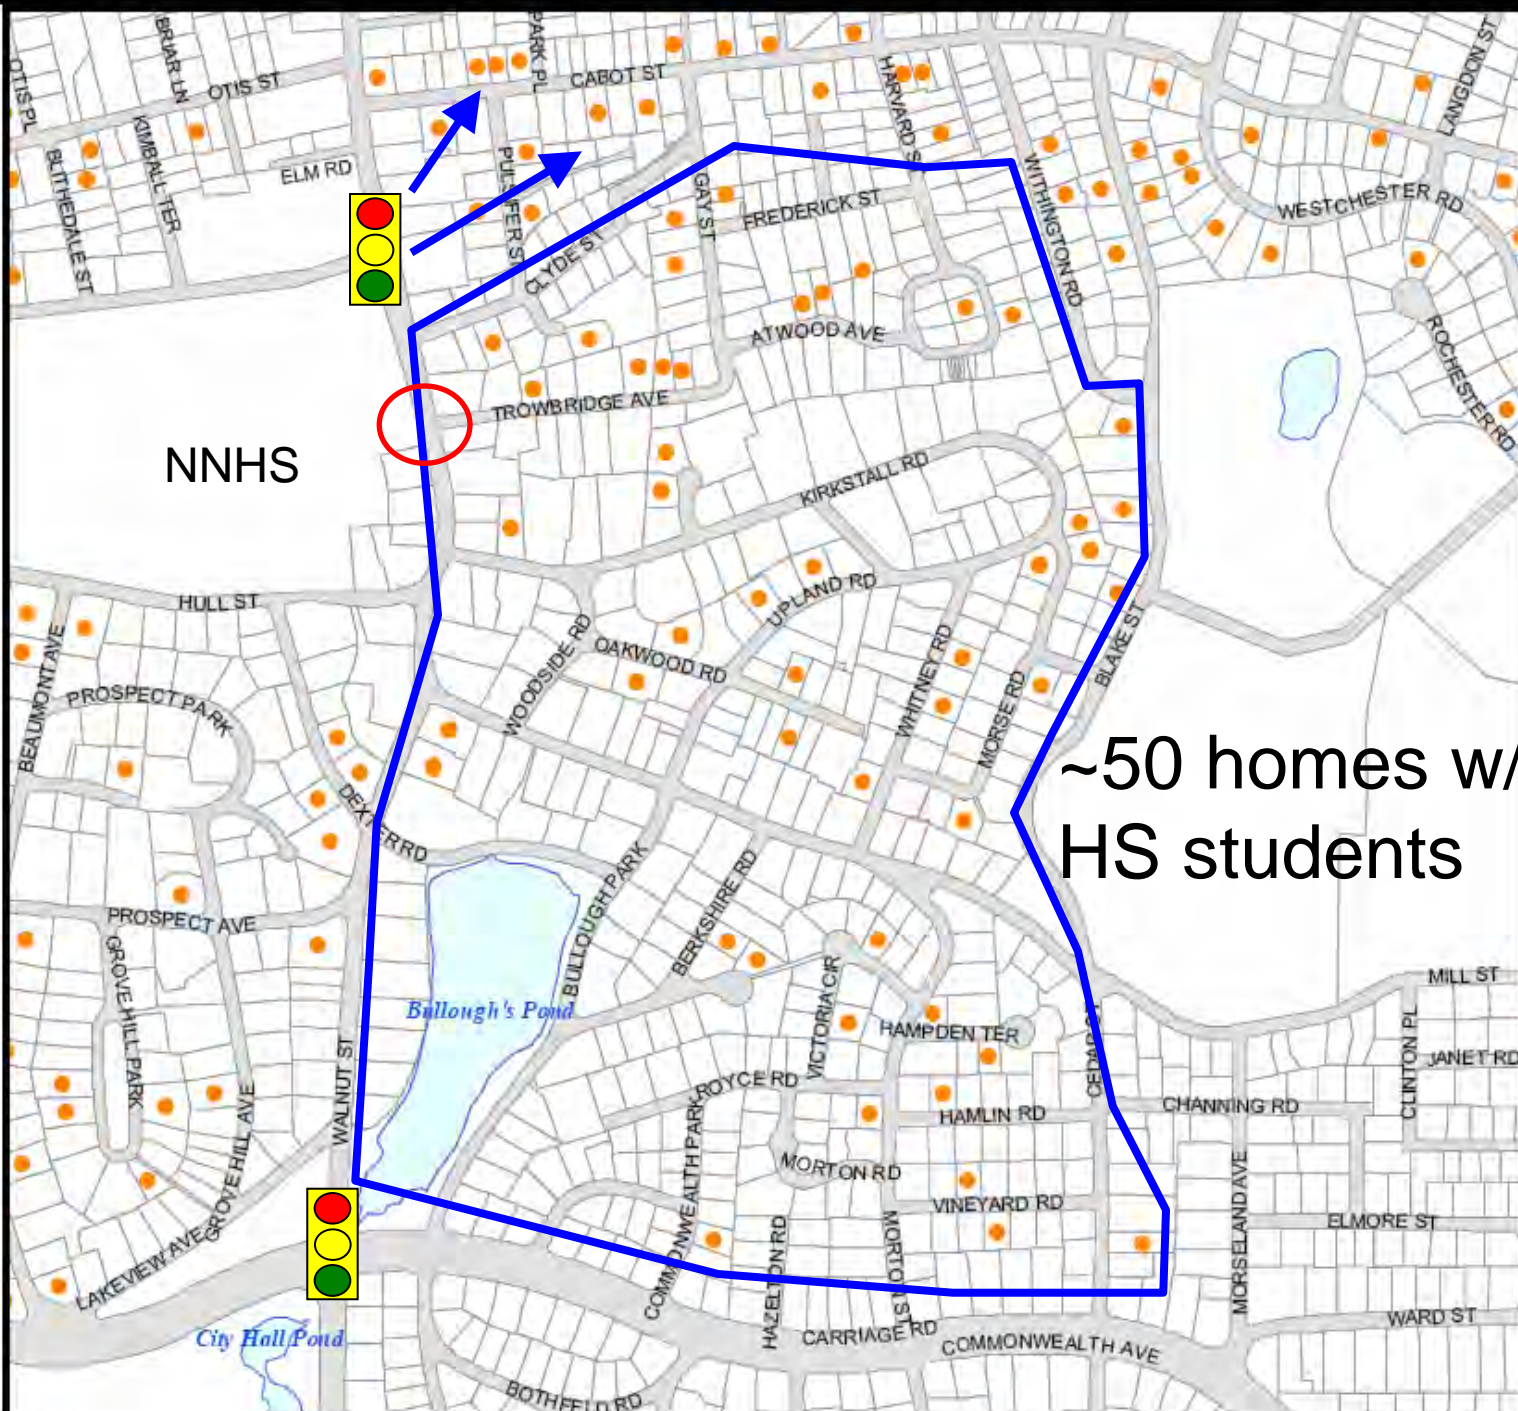 OTIS PL
BRIAR LN
OTIS ST
PARK PL
CABOT ST
HARVARD ST
LANGDON ST
BLITHEDALE ST
KIMBALL TER
ELM RD
PULSIFER ST
CLYDE ST
GAY ST
FREDERICK ST
WITHINGTON RD
WESTCHESTER RD
ROCHESTER RD
ATWOOD AVE
TROWBRIDGE AVE
NNHS
KIRKSTALL RD
HULL ST
BEAUMONT AVE
PROSPECT PARK
WOODSIDE RD
OAKWOOD RD
UPLAND RD
WHITNEY RD
MORSE RD
BLAKE ST
~50 homes w/
HS students
DEXTER RD
PROSPECT AVE
GROVE HILL PARK
GROVE HILL AVE
WALNUT ST
Bullough's Pond
BULLOUGH PARK
BERKSHIRE RD
VICTORIA CIR
HAMPDEN TER
CEDAR ST
MILL ST
CLINTON PL
JANET RD
ROYCE RD
HAMLIN RD
CHANNING RD
COMMONWEALTH PARK
MORTON RD
VINEYARD RD
MORSELAND AVE
ELMORE ST
LAKEVIEW AVE
HAZELTON RD
MORTON ST
City Hall Pond
CARRIAGE RD
COMMONWEALTH AVE
WARD ST
BOTHFELD RD